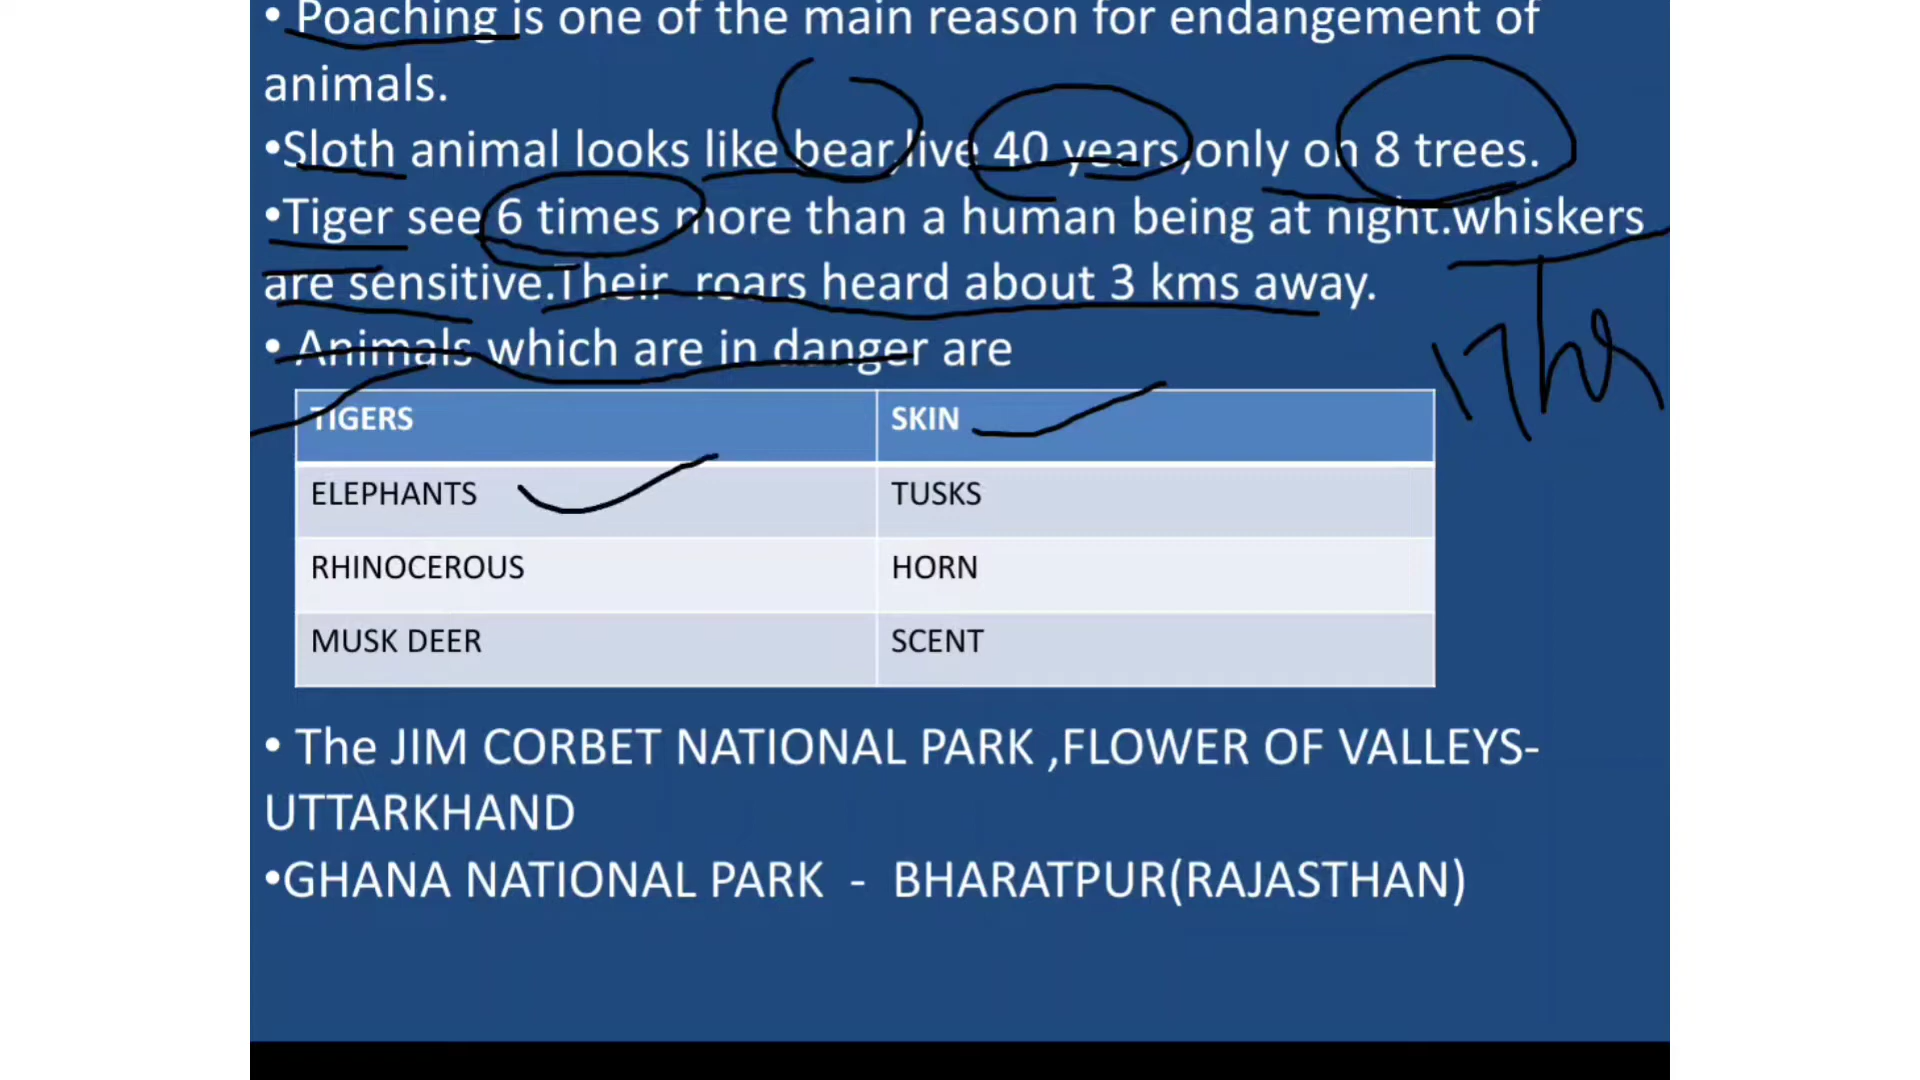 • Poaching is one of the main reason for endangement of
animals.
•Sloth animal looks like bear,live 40 years,only on 8 trees.
•Tiger see 6 times more than a human being at night.whiskers
are sensitive.Their roars heard about 3 kms away.
• Animals which are in danger are
TIGERS SKIN
ELEPHANTS TUSKS
RHINOCEROUS HORN
MUSK DEER SCENT
• The JIM CORBET NATIONAL PARK ,FLOWER OF VALLEYS-
UTTARKHAND
•GHANA NATIONAL PARK - BHARATPUR(RAJASTHAN)